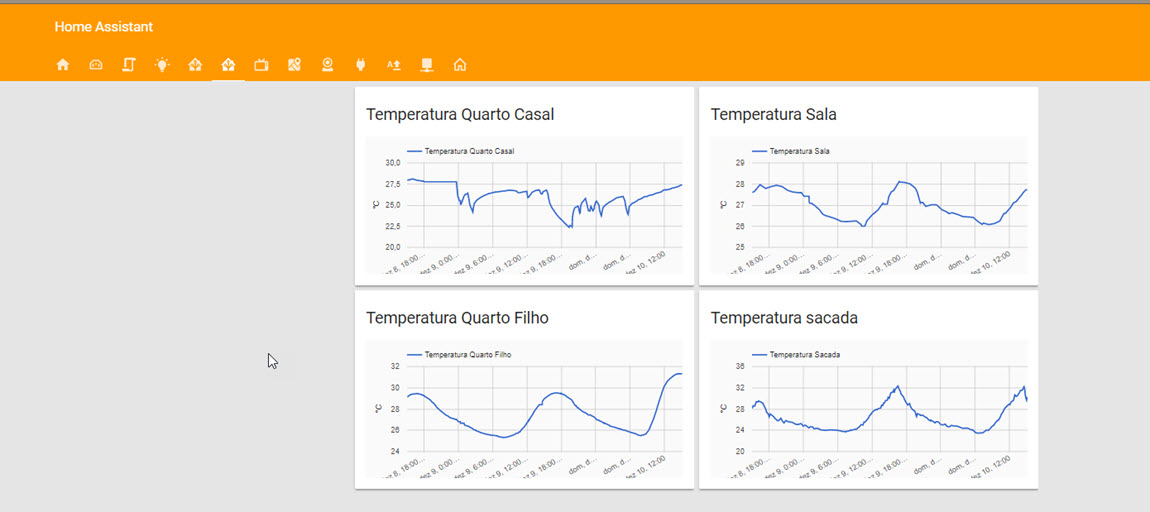 Home Assistant
Temperatura Quarto Casal
Temperatura Quarto Casal
30,0
27,5
25,0
22,5
20,0
°C
ez 8, 18:00...
dez 9, 0:00...
dez 9, 6:00...
dez 9, 12:00...
dez 9, 18:00...
dom, d...
dom, d...
dez 10, 12:00
Temperatura Sala
Temperatura Sala
29
28
27
26
25
°C
ez 8, 18:00...
dez 9, 0:00...
dez 9, 6:00...
dez 9, 12:00...
dez 9, 18:00...
dom, d...
dom, d...
dez 10, 12:00
Temperatura Quarto Filho
Temperatura Quarto Filho
32
30
28
26
24
°C
ez 8, 18:00...
dez 9, 0:00...
dez 9, 6:00...
dez 9, 12:00...
dez 9, 18:00...
dom, d...
dom, d...
dez 10, 12:00
Temperatura sacada
Temperatura Sacada
36
32
28
24
20
°C
ez 8, 18:00...
dez 9, 0:00...
dez 9, 6:00...
dez 9, 12:00...
dez 9, 18:00...
dom, d...
dom, d...
dez 10, 12:00